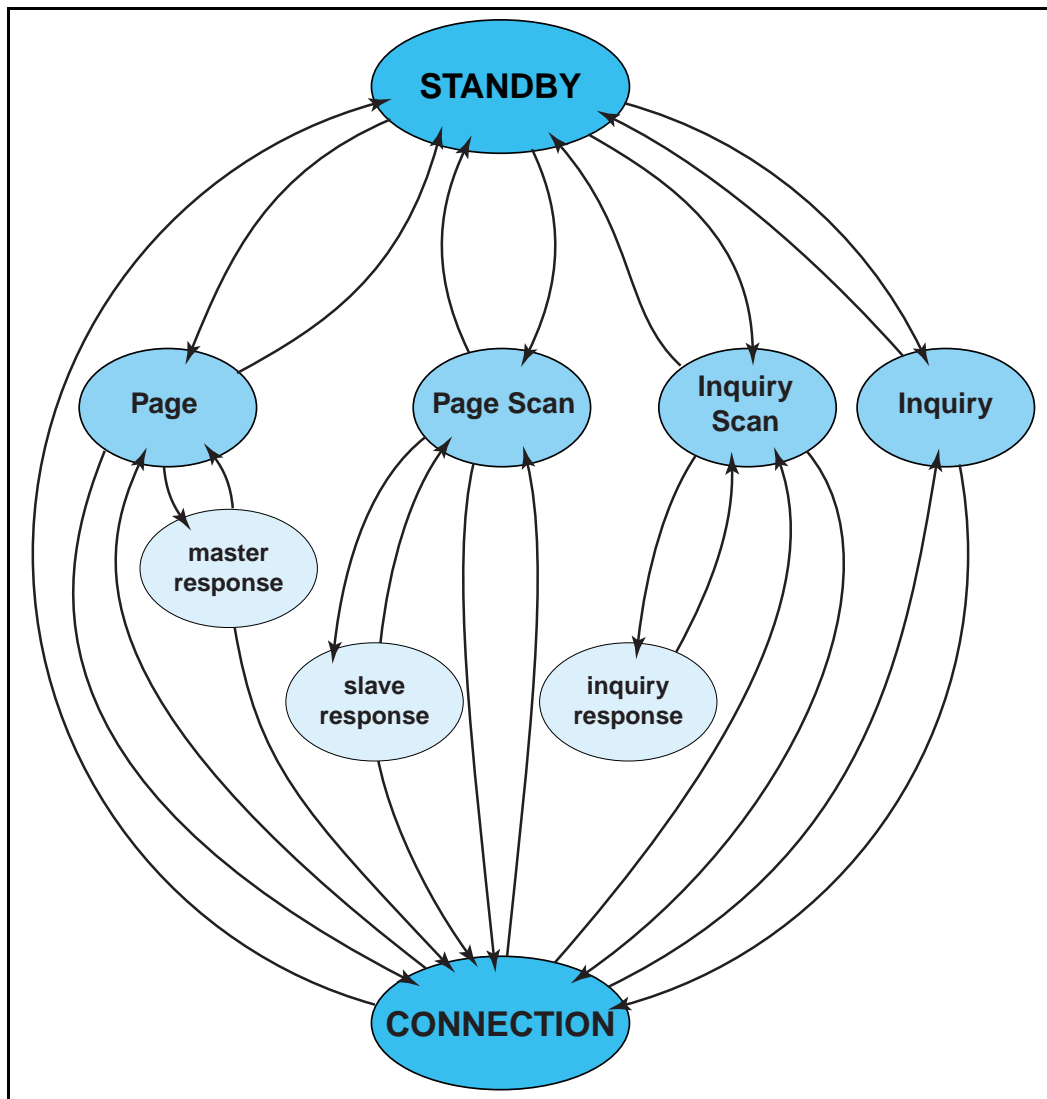 STANDBY
Page
Page Scan
Inquiry
Scan
Inquiry
master
response
slave
response
inquiry
response
CONNECTION